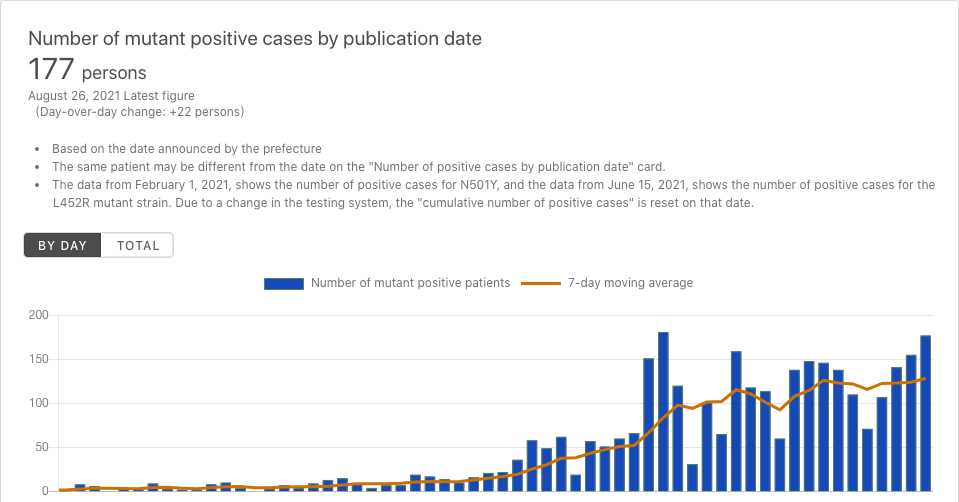 Number of mutant positive cases by publication date
177 persons
August 26, 2021 Latest figure
(Day-over-day change: +22 persons)
• Based on the date announced by the prefecture
• The same patient may be different from the date on the "Number of positive cases by publication date" card.
• The data from February 1, 2021, shows the number of positive cases for N501Y, and the data from June 15, 2021, shows the number of positive cases for the
L452R mutant strain. Due to a change in the testing system, the "cumulative number of positive cases" is reset on that date.
BY DAY TOTAL
Number of mutant positive patients 7-day moving average
200
150
100
50
0